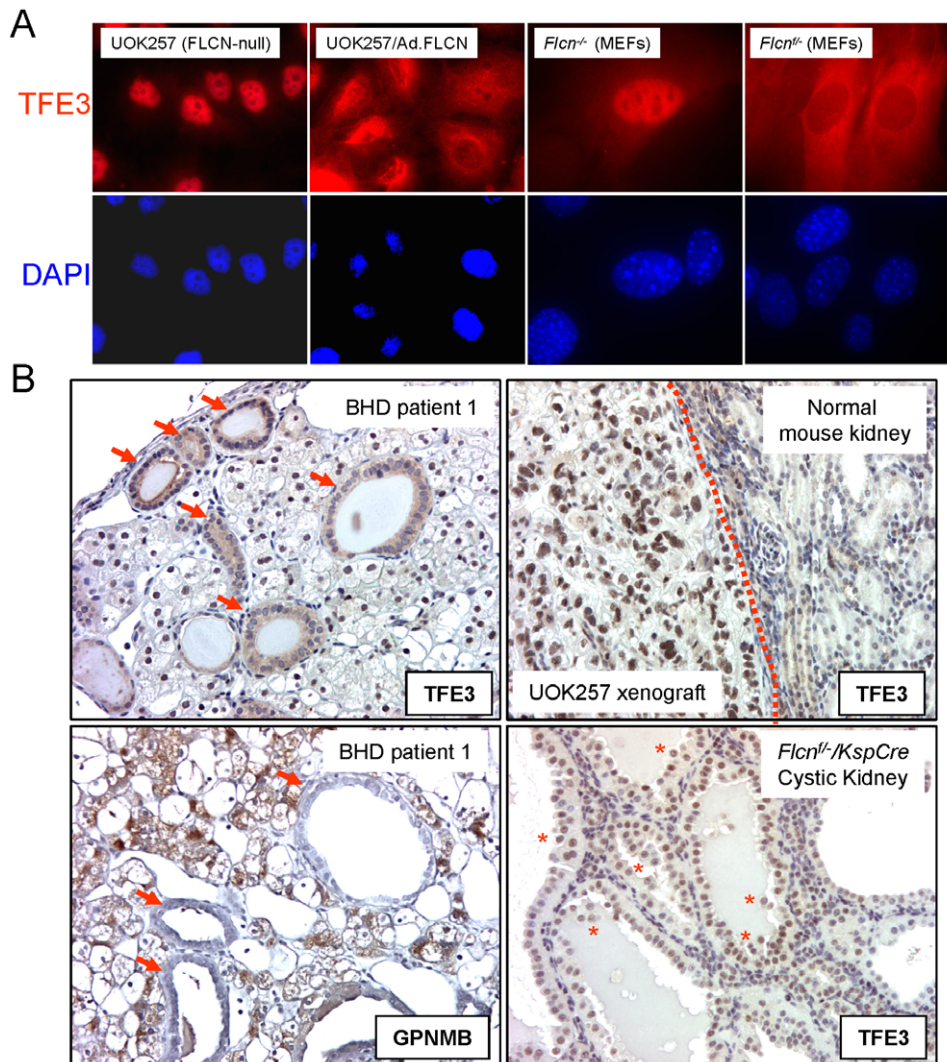 A
UOK257 (FLCN-null)
UOK257/Ad.FLCN
Flcn-/- (MEFs)
Flcnf/- (MEFs)
TFE3
DAPI
B
BHD patient 1
TFE3
Normal
mouse kidney
UOK257 xenograft
TFE3
BHD patient 1
GPNMB
Flcnf/-/KspCre
Cystic Kidney
TFE3